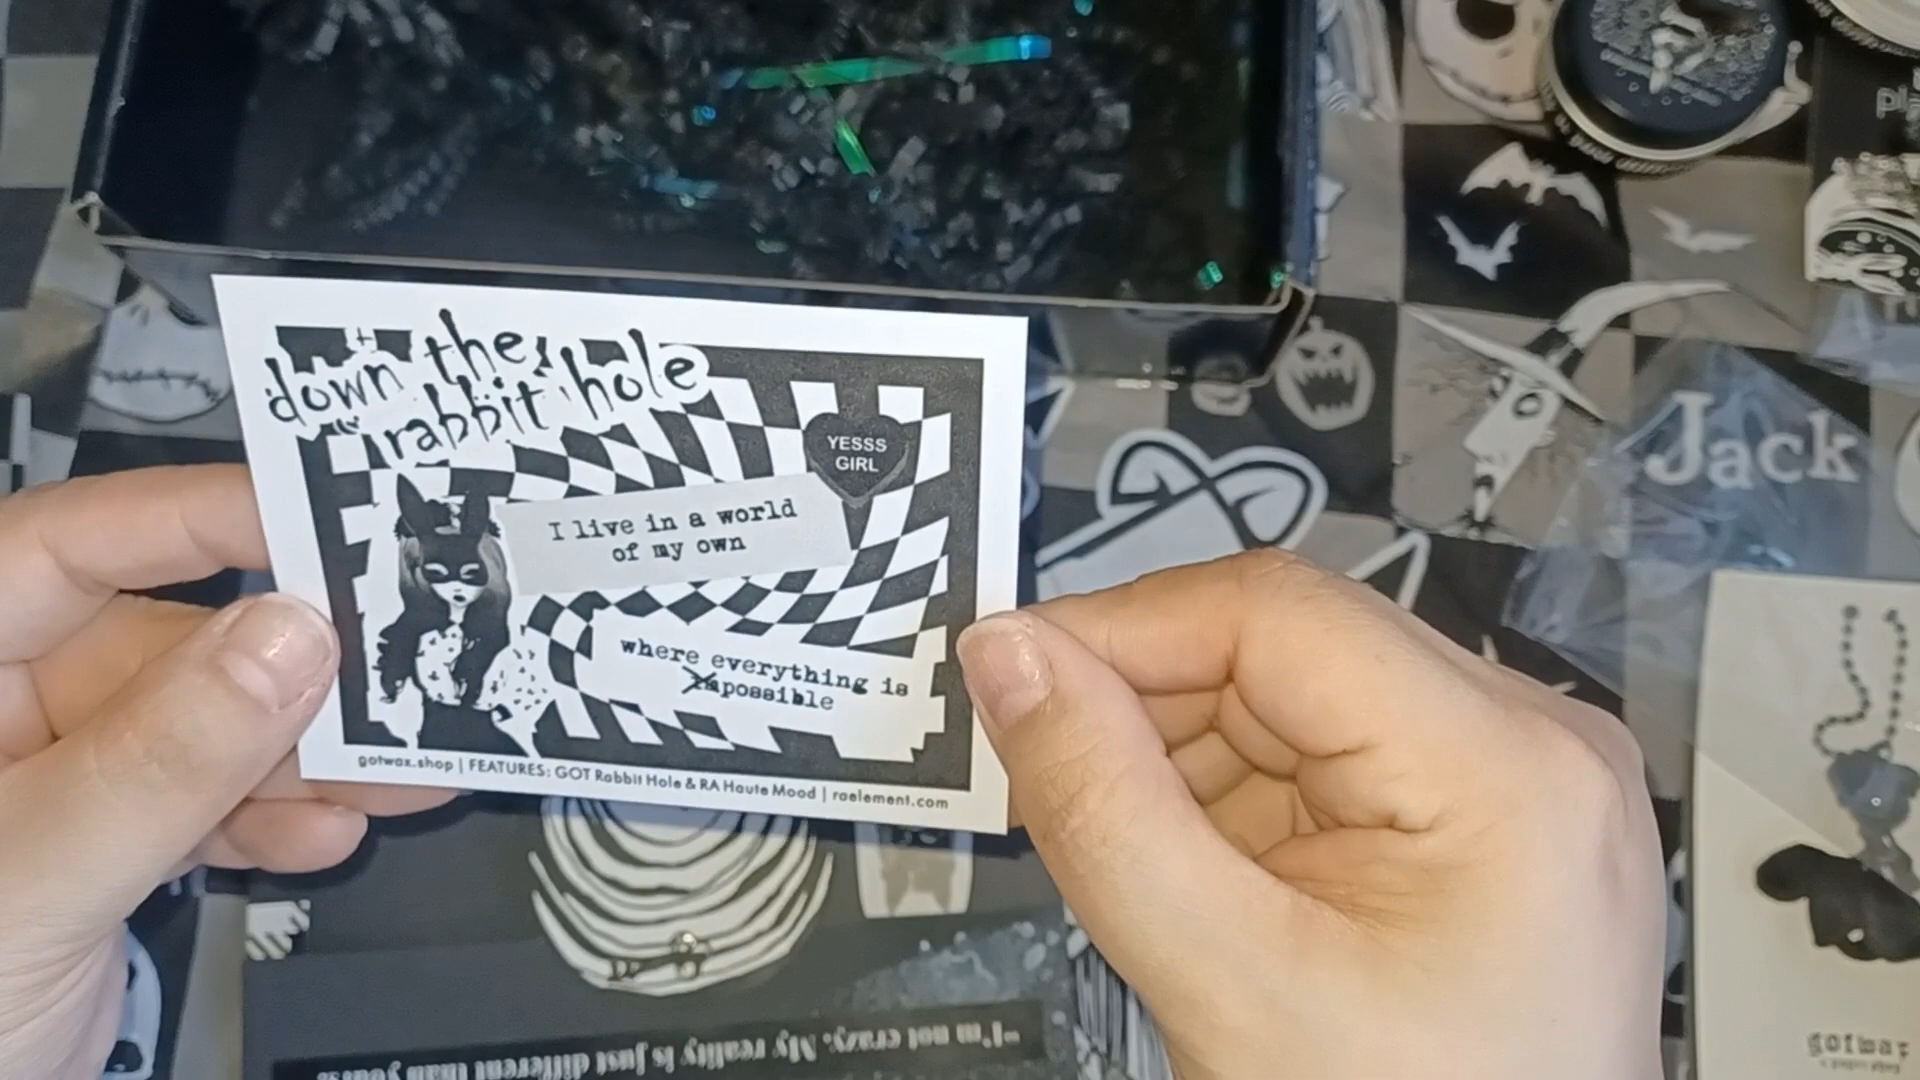 down the
rabbit hole
YESSS
GIRL
I live in a world
of my own
where everything is
impossible
gotwax.shop | FEATURES: GOT Rabbit Hole & RA Haute Mood | raelement.com
Jack
gotwax
"I'm not crazy. My reality is just different than yours.